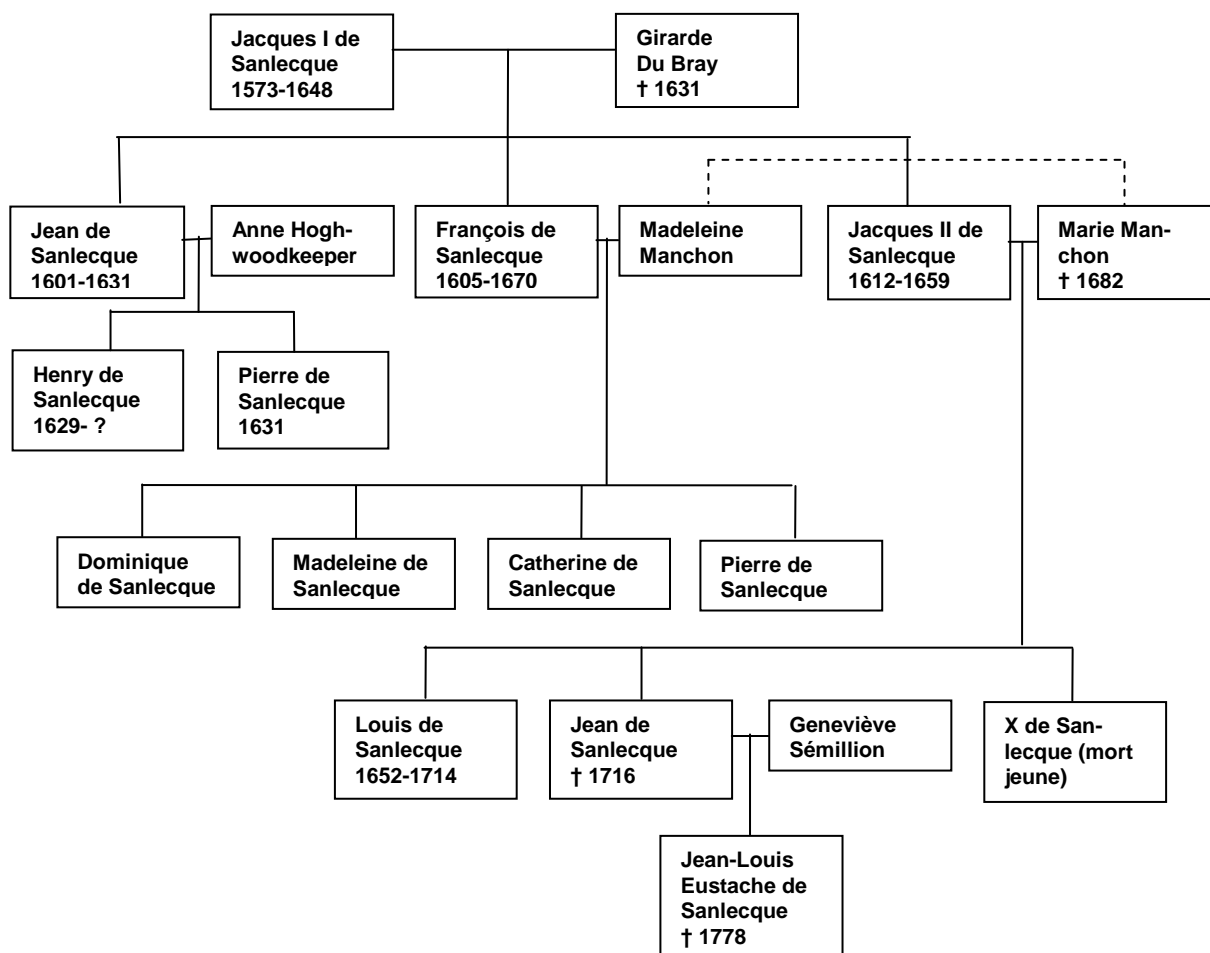 Jacques I de
Sanlecque
1573-1648
Girarde
Du Bray
† 1631
Jean de
Sanlecque
1601-1631
Anne Hogh-
woodkeeper
François de
Sanlecque
1605-1670
Madeleine
Manchon
Jacques II de
Sanlecque
1612-1659
Marie Man-
chon
† 1682
Henry de
Sanlecque
1629- ?
Pierre de
Sanlecque
1631
Dominique
de Sanlecque
Madeleine de
Sanlecque
Catherine de
Sanlecque
Pierre de
Sanlecque
Louis de
Sanlecque
1652-1714
Jean de
Sanlecque
† 1716
Geneviève
Sémillion
X de San-
lecque (mort
jeune)
Jean-Louis
Eustache de
Sanlecque
† 1778